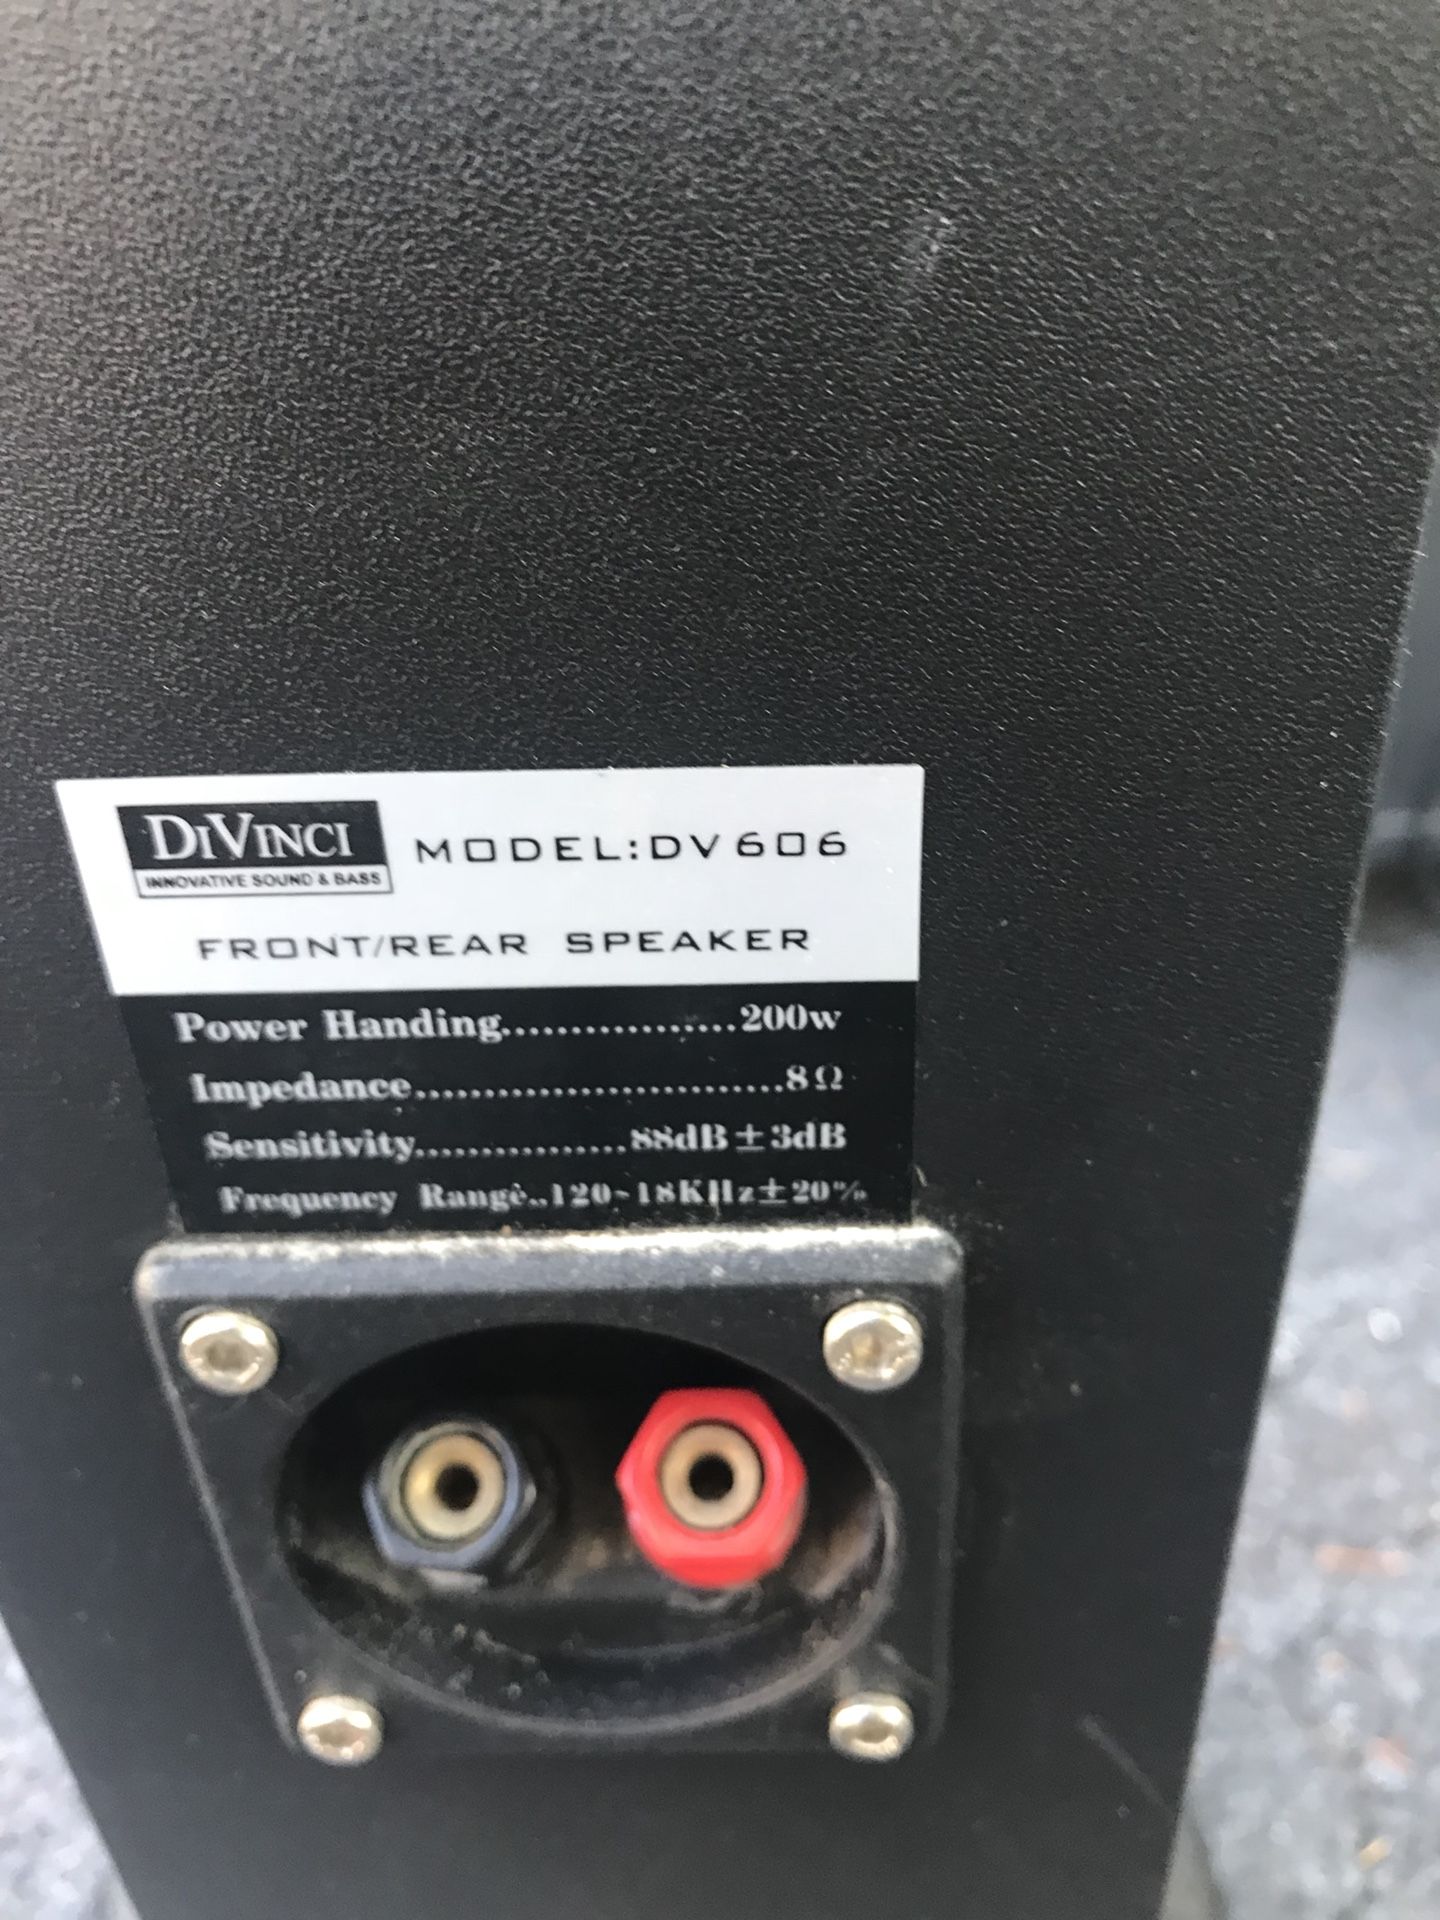 DIVINCI
INNOVATIVE SOUND & BASS
MODEL:DV606
FRONT/REAR SPEAKER
Power Handing..................200w
Impedance...........................8Ω
Sensitivity................88dB±3dB
Frequency Range..120~18KHz±20%